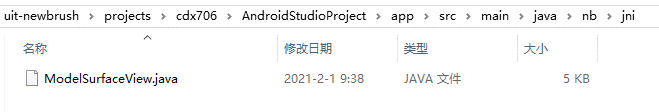 uit-newbrush > projects > cdx706 > AndroidStudioProject > app > src > main > java > nb > jni
名称 修改日期 类型 大小
ModelSurfaceView.java 2021-2-1 9:38 JAVA 文件 5 KB